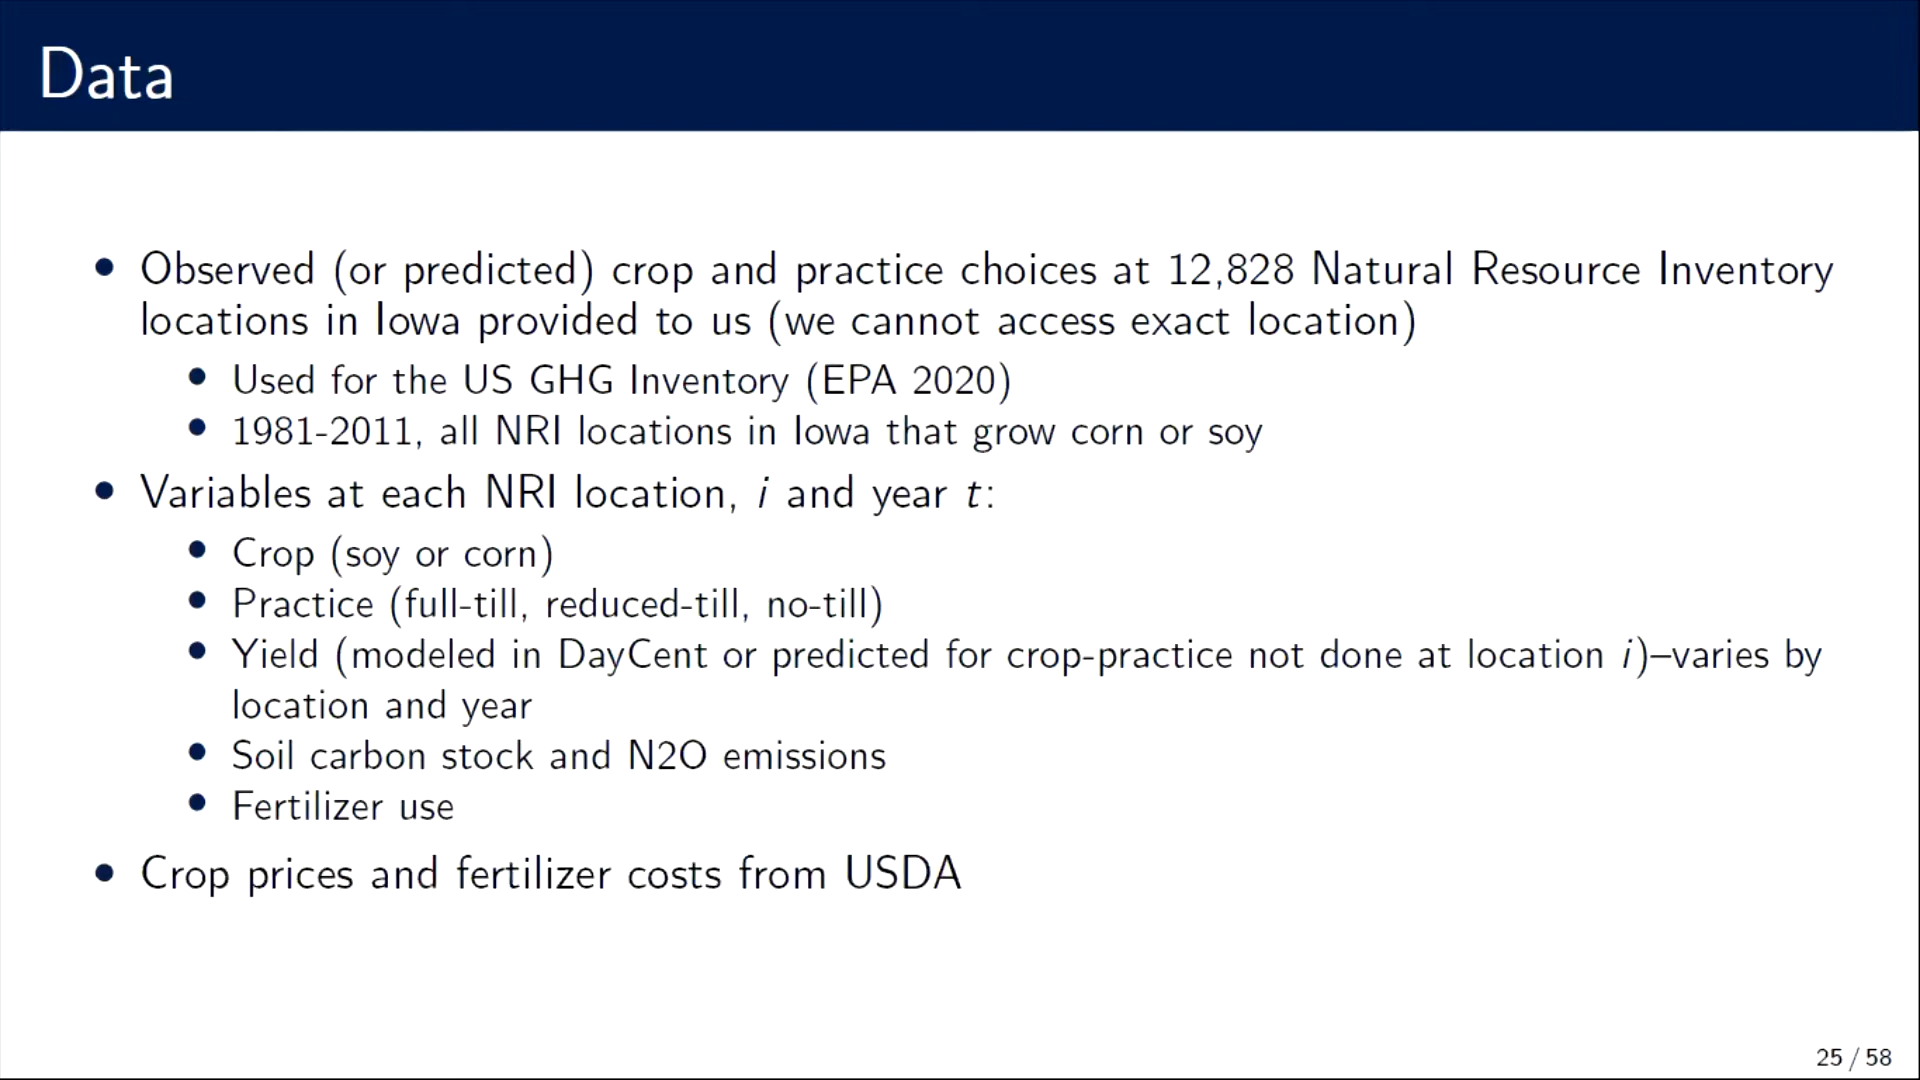 Data
• Observed (or predicted) crop and practice choices at 12,828 Natural Resource Inventory
locations in Iowa provided to us (we cannot access exact location)
• Used for the US GHG Inventory (EPA 2020)
• 1981-2011, all NRI locations in Iowa that grow corn or soy
• Variables at each NRI location, i and year t:
• Crop (soy or corn)
• Practice (full-till, reduced-till, no-till)
• Yield (modeled in DayCent or predicted for crop-practice not done at location i)–varies by
location and year
• Soil carbon stock and N2O emissions
• Fertilizer use
• Crop prices and fertilizer costs from USDA
25 / 58